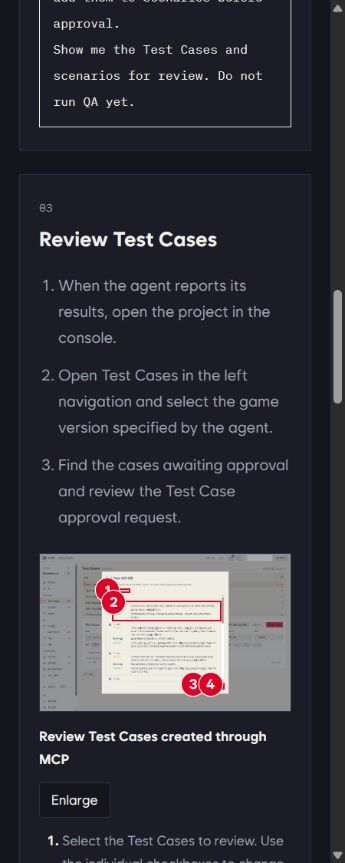 approval.
Show me the Test Cases and
scenarios for review. Do not
run QA yet.
03
Review Test Cases
1. When the agent reports its
results, open the project in the
console.
2. Open Test Cases in the left
navigation and select the game
version specified by the agent.
3. Find the cases awaiting approval
and review the Test Case
approval request.
1
2
3 4
Review Test Cases created through
MCP
Enlarge
1. Select the Test Cases to review. Use
the individual checkboxes to change